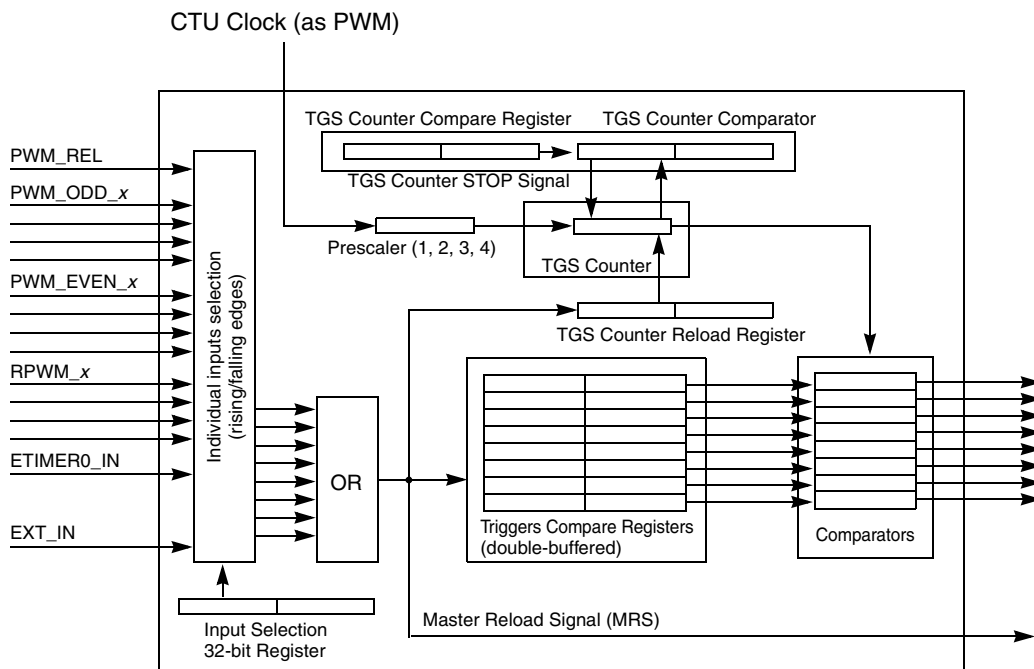 CTU Clock (as PWM)
TGS Counter Compare Register
TGS Counter Comparator
TGS Counter STOP Signal
Prescaler (1, 2, 3, 4)
TGS Counter
TGS Counter Reload Register
PWM_REL
PWM_ODD_x
PWM_EVEN_x
RPWM_x
ETIMER0_IN
EXT_IN
Individual inputs selection
(rising/falling edges)
OR
Triggers Compare Registers
(double-buffered)
Comparators
Input Selection
32-bit Register
Master Reload Signal (MRS)